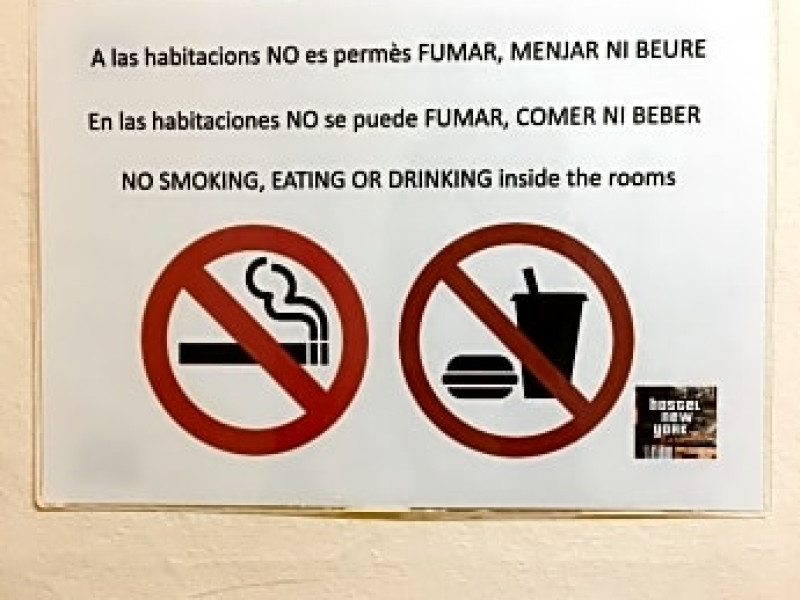 A las habitacions NO es permès FUMAR, MENJAR NI BEURE
En las habitaciones NO se puede FUMAR, COMER NI BEBER
NO SMOKING, EATING OR DRINKING inside the rooms
hostel
new
york